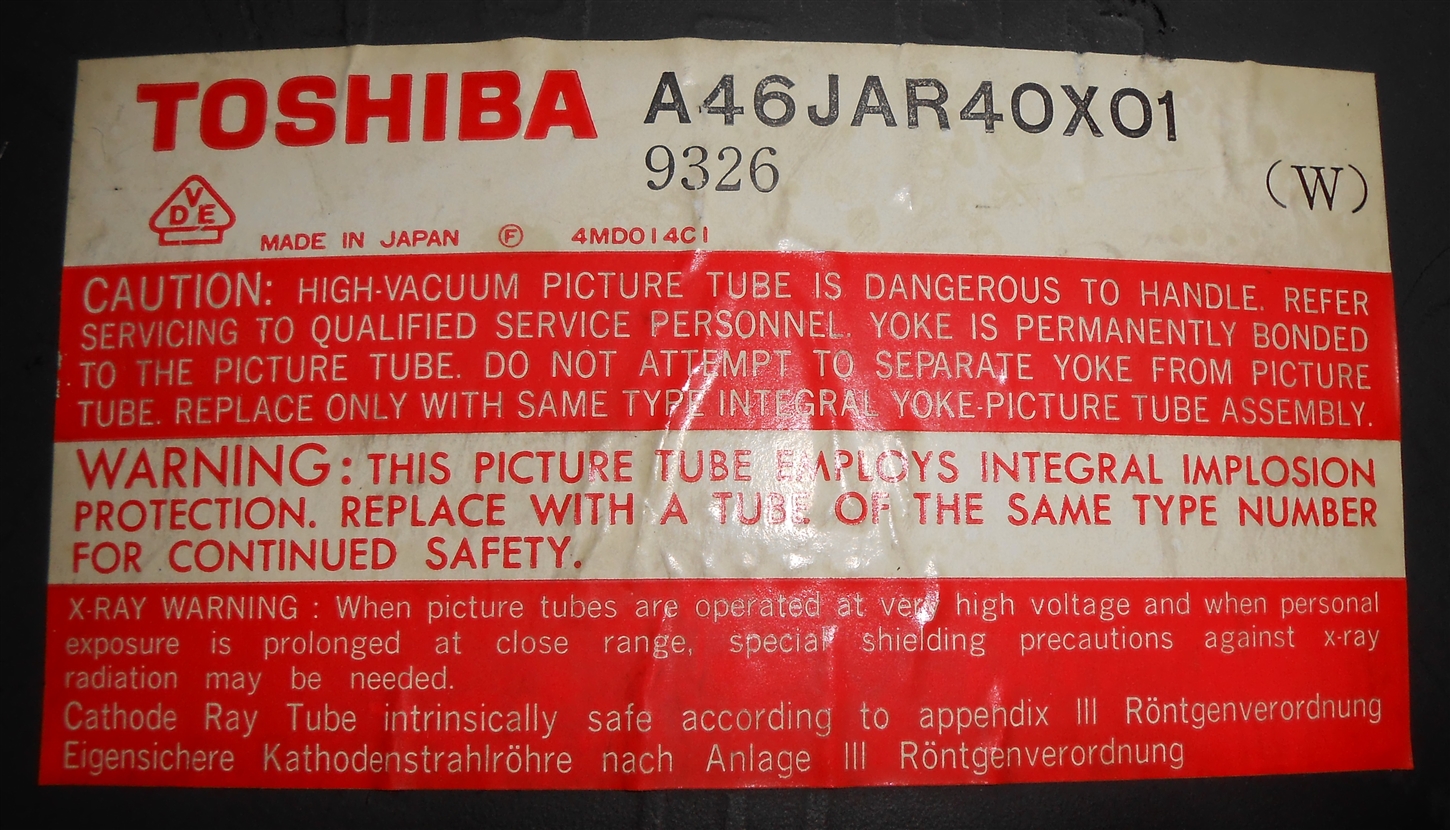 TOSHIBA A46JAR40X01
9326
(W)
VDE
MADE IN JAPAN Ⓕ 4MD014C1
CAUTION: HIGH-VACUUM PICTURE TUBE IS DANGEROUS TO HANDLE. REFER
SERVICING TO QUALIFIED SERVICE PERSONNEL. YOKE IS PERMANENTLY BONDED
TO THE PICTURE TUBE. DO NOT ATTEMPT TO SEPARATE YOKE FROM PICTURE
TUBE. REPLACE ONLY WITH SAME TYPE INTEGRAL YOKE-PICTURE TUBE ASSEMBLY.
WARNING: THIS PICTURE TUBE EMPLOYS INTEGRAL IMPLOSION
PROTECTION. REPLACE WITH A TUBE OF THE SAME TYPE NUMBER
FOR CONTINUED SAFETY.
X-RAY WARNING : When picture tubes are operated at very high voltage and when personal
exposure is prolonged at close range, special shielding precautions against x-ray
radiation may be needed.
Cathode Ray Tube intrinsically safe according to appendix III Röntgenverordnung
Eigensichere Kathodenstrahlröhre nach Anlage III Röntgenverordnung